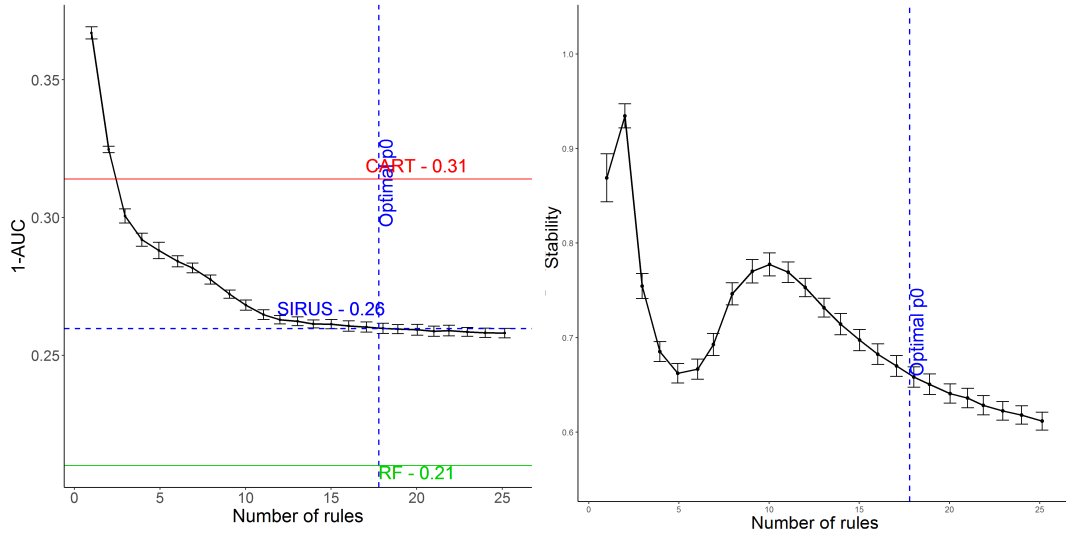 0.35
0.30
0.25
1-AUC
CART - 0.31
Optimal p0
SIRUS - 0.26
RF - 0.21
0 5 10 15 20 25
Number of rules
1.0
0.9
0.8
0.7
0.6
Stability
Optimal p0
0 5 10 15 20 25
Number of rules